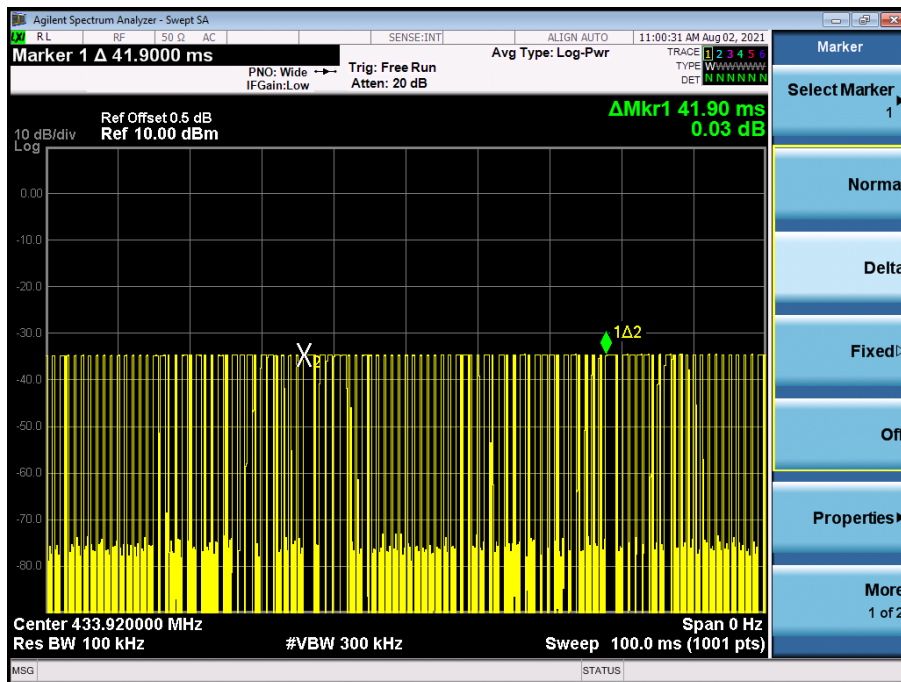 Agilent Spectrum Analyzer - Swept SA
LXI RL RF 50 Ω AC SENSE:INT ALIGN AUTO 11:00:31 AM Aug 02, 2021
Marker 1 Δ 41.9000 ms
PNO: Wide
IFGain:Low
Trig: Free Run
Atten: 20 dB
Avg Type: Log-Pwr
TRACE 1 2 3 4 5 6
TYPE WWWWWW
DET N N N N N N
Marker
Select Marker
1
Norma
Delta
Fixed
Off
Properties
More
1 of 2
ΔMkr1 41.90 ms
0.03 dB
Ref Offset 0.5 dB
10 dB/div Ref 10.00 dBm
Log
0.00
-10.0
-20.0
-30.0
-40.0
-50.0
-60.0
-70.0
-80.0
1Δ2
2
Center 433.920000 MHz Span 0 Hz
Res BW 100 kHz #VBW 300 kHz Sweep 100.0 ms (1001 pts)
MSG STATUS